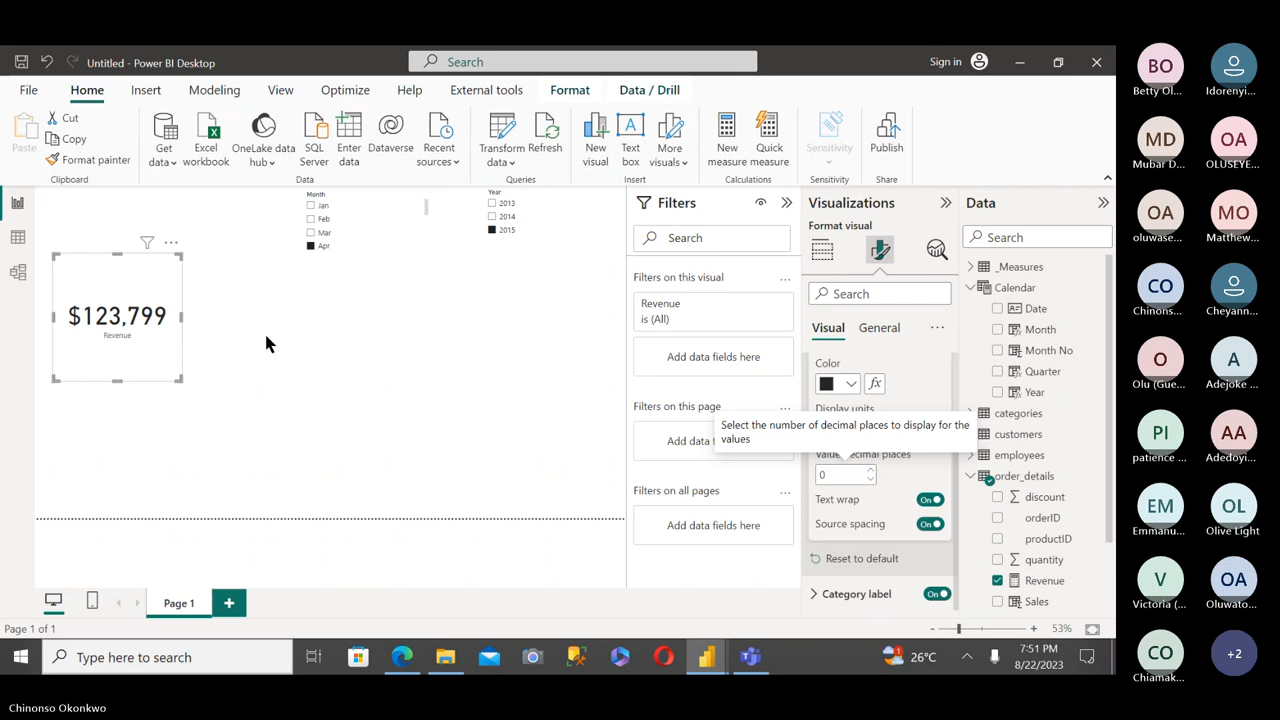 Untitled - Power BI Desktop
Search
Sign in
File
Home
Insert
Modeling
View
Optimize
Help
External tools
Format
Data / Drill
Paste
Cut
Copy
Format painter
Get data
Excel workbook
OneLake data hub
SQL Server
Enter data
Dataverse
Recent sources
Transform data
Refresh
New visual
Text box
More visuals
New measure
Quick measure
Sensitivity
Publish
Clipboard
Data
Queries
Insert
Calculations
Sensitivity
Share
Month
Jan
Feb
Mar
Apr
Year
2013
2014
2015
$123,799
Revenue
Filters
Search
Filters on this visual
Revenue
is (All)
Add data fields here
Filters on this page
Add data f
Filters on all pages
Add data fields here
Visualizations
Format visual
Search
Visual
General
Color
fx
Display units
Select the number of decimal places to display for the
values
Value decimal places
0
Text wrap
On
Source spacing
On
Reset to default
Category label
On
Data
Search
_Measures
Calendar
Date
Month
Month No
Quarter
Year
categories
customers
employees
order_details
discount
orderID
productID
quantity
Revenue
Sales
Page 1
Page 1 of 1
53%
Type here to search
1
26°C
7:51 PM
8/22/2023
BO
Betty Ol...
Idorenyi...
MD
Mubar D...
OA
OLUSEYE...
OA
oluwase...
MO
Matthew...
CO
Chinons...
Cheyann...
O
Olu (Gue...
A
Adejoke ...
PI
patience ...
AA
Adedoyi...
EM
Emmanu...
OL
Olive Light
V
Victoria (...
OA
Oluwato...
CO
Chiamak...
+2
Chinonso Okonkwo